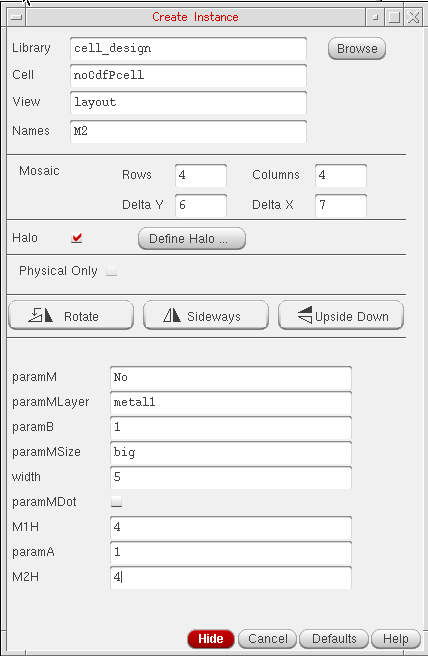 Create Instance
Library cell_design Browse
Cell noCdfPcell
View layout
Names M2
Mosaic Rows 4 Columns 4
Delta Y 6 Delta X 7
Halo Define Halo ...
Physical Only
Rotate Sideways Upside Down
paramM No
paramMLayer metal1
paramB 1
paramMSize big
width 5
paramMDot
M1H 4
paramA 1
M2H 4
Hide Cancel Defaults Help